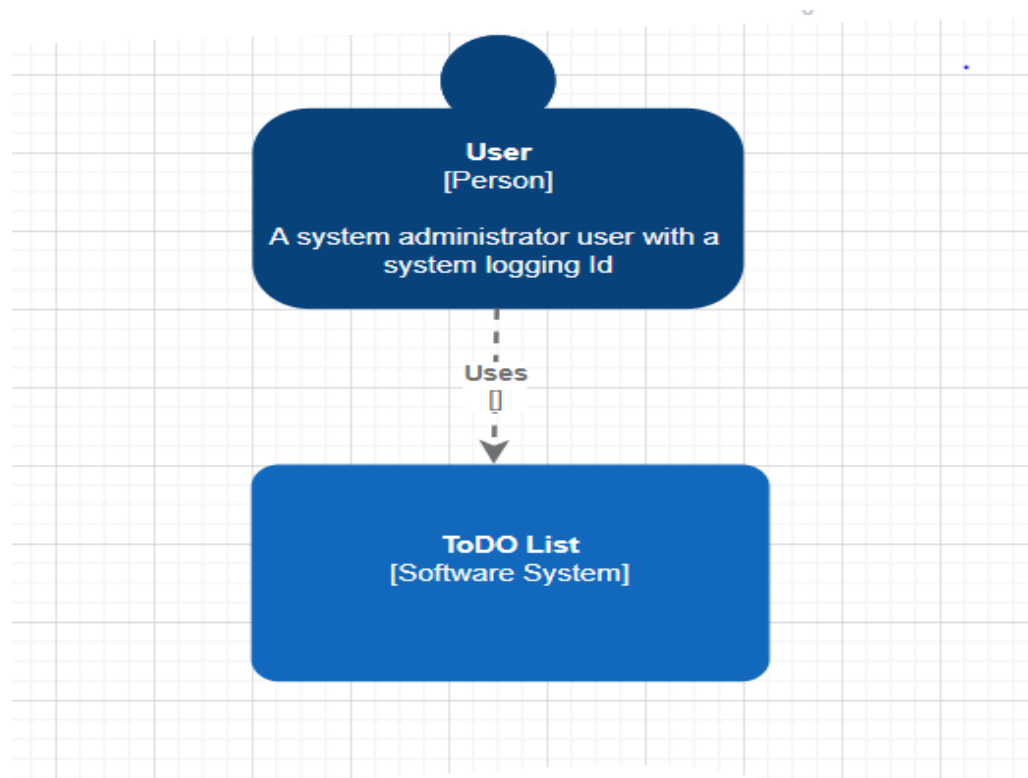 User
[Person]
A system administrator user with a
system logging Id
Uses
[]
ToDO List
[Software System]